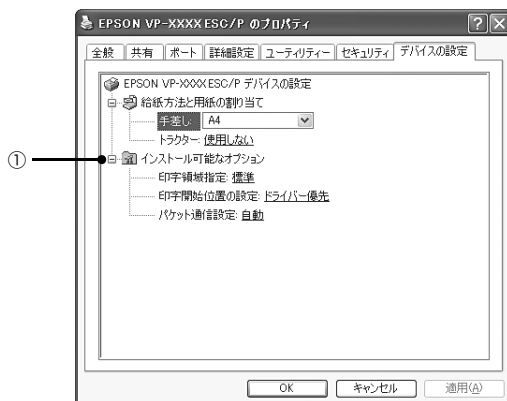 EPSON VP-XXXX ESC/P のプロパティ
全般 共有 ポート 詳細設定 ユーティリティー セキュリティ デバイスの設定
EPSON VP-XXXX ESC/P デバイスの設定
給紙方法と用紙の割り当て
手差し: A4
トラクター: 使用しない
①
インストール可能なオプション
印字領域指定: 標準
印字開始位置の設定: ドライバー優先
パケット通信設定: 自動
OK キャンセル 適用(A)